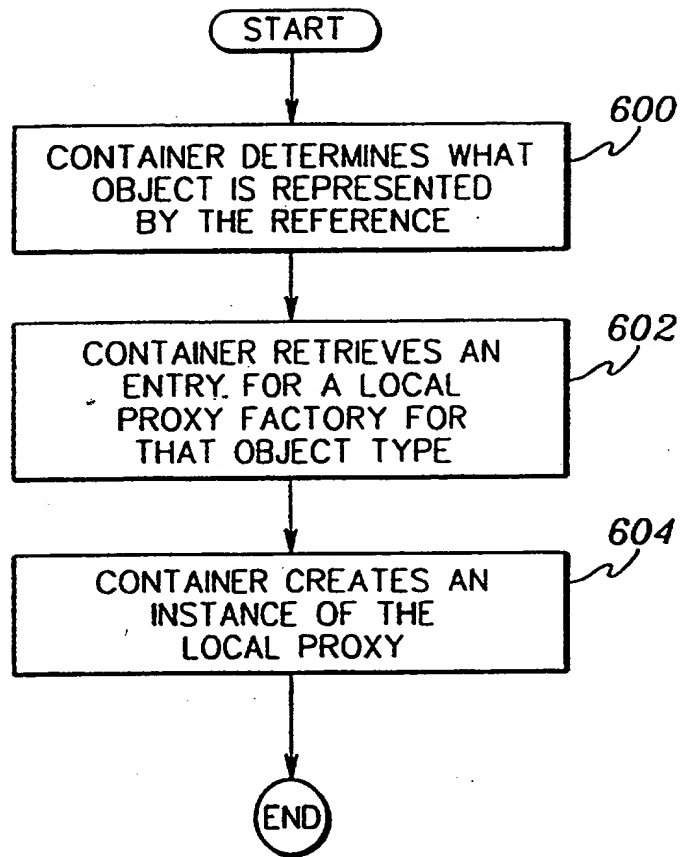 START
600
CONTAINER DETERMINES WHAT
OBJECT IS REPRESENTED
BY THE REFERENCE
602
CONTAINER RETRIEVES AN
ENTRY FOR A LOCAL
PROXY FACTORY FOR
THAT OBJECT TYPE
604
CONTAINER CREATES AN
INSTANCE OF THE
LOCAL PROXY
END